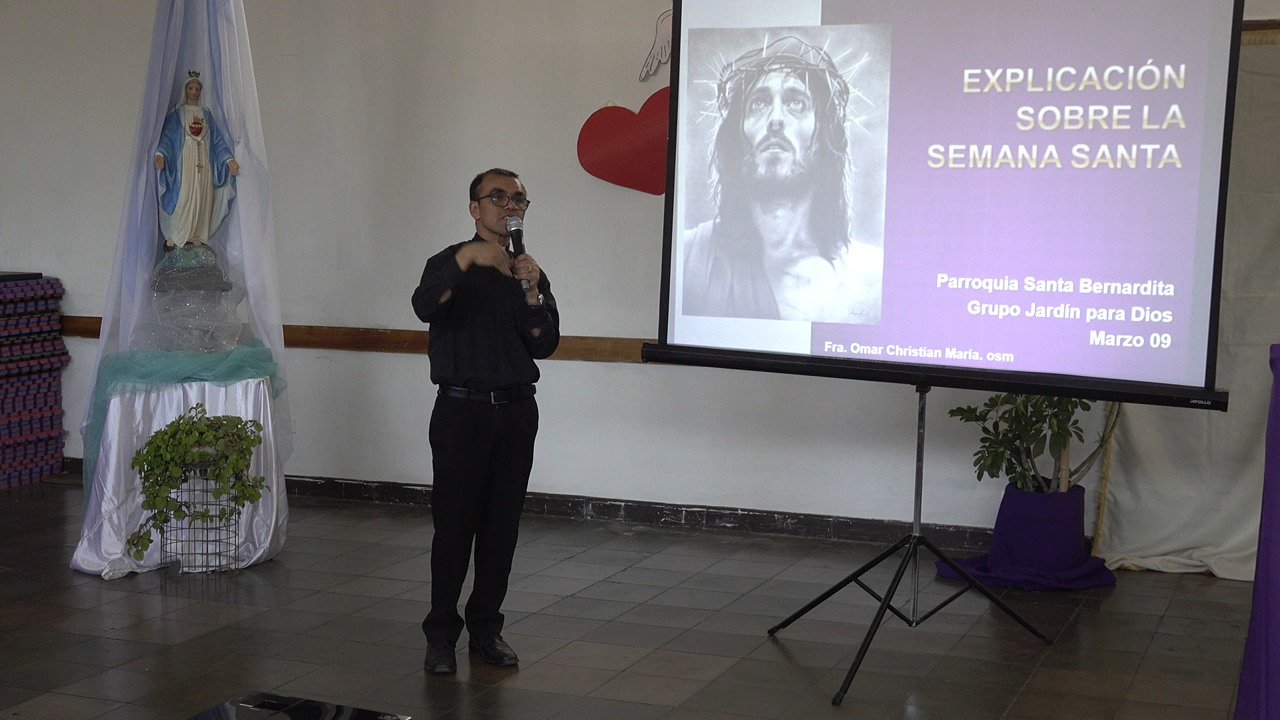 EXPLICACIÓN
SOBRE LA
SEMANA SANTA
Parroquia Santa Bernardita
Grupo Jardín para Dios
Marzo 09
Fra. Omar Christian María. osm
APOLLO